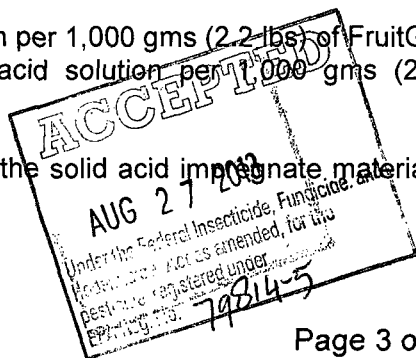 n per 1,000 gms (2.2 lbs) of FruitG
acid solution per 1,000 gms (2
the solid acid impregnate materia
ACCEPTED
AUG 27 2013
Under the Federal Insecticide, Fungicide, and
Act as amended, for the
pesticide registered under
79814-5
Page 3 o